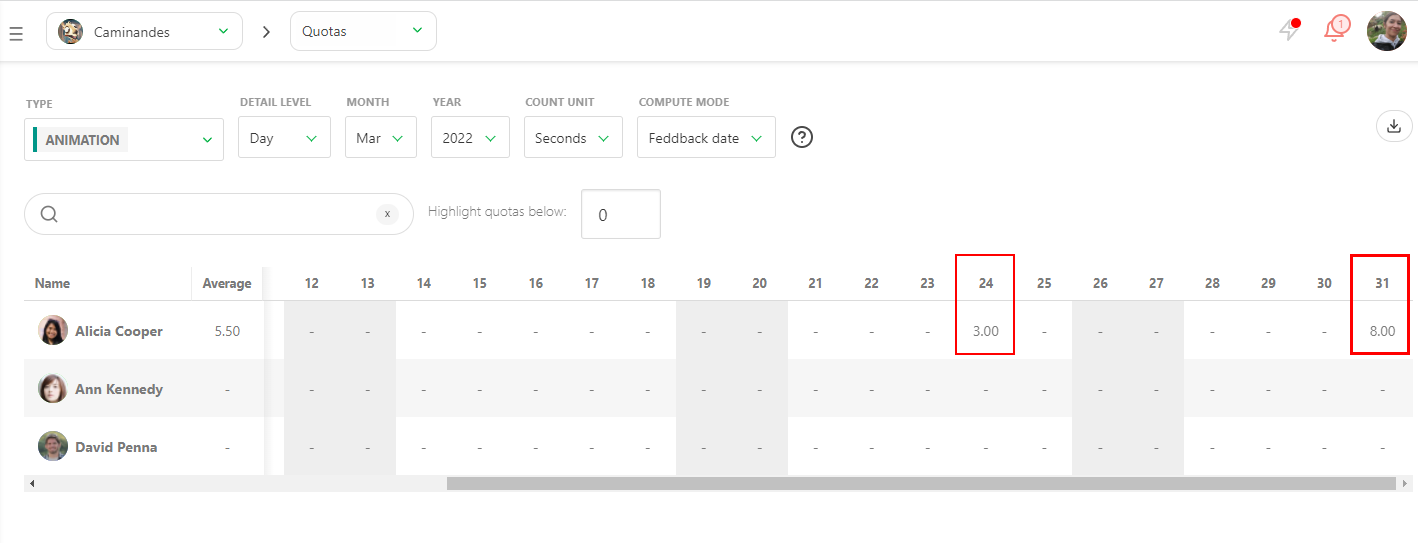 Caminandes Quotas 1
TYPE DETAIL LEVEL MONTH YEAR COUNT UNIT COMPUTE MODE
ANIMATION Day Mar 2022 Seconds Feddback date ?
x Highlight quotas below: 0
Name Average 12 13 14 15 16 17 18 19 20 21 22 23 24 25 26 27 28 29 30 31
Alicia Cooper 5.50 - - - - - - - - - - - - 3.00 - - - - - - 8.00
Ann Kennedy - - - - - - - - - - - - - - - - - - - - -
David Penna - - - - - - - - - - - - - - - - - - - - -